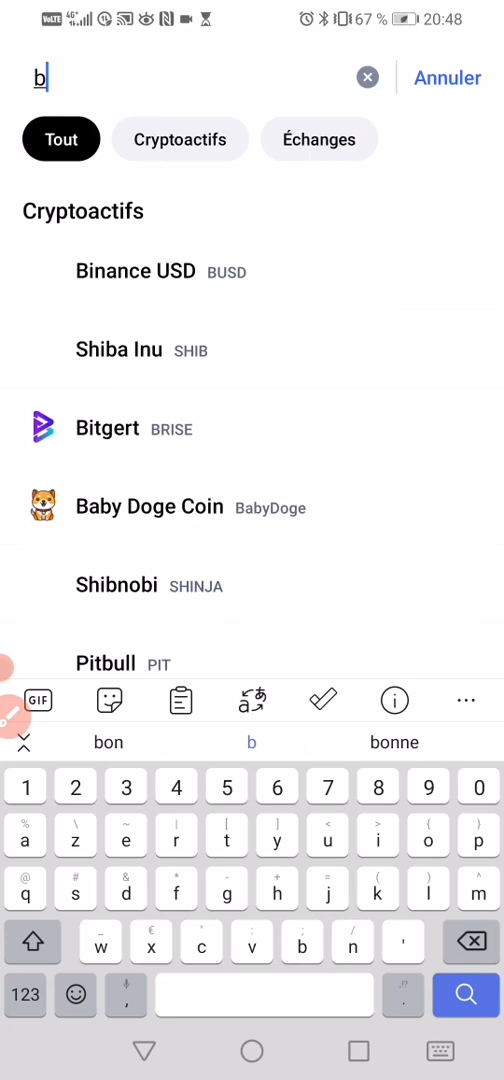 VoLTE 4G+ 67 % 20:48
b Annuler
Tout Cryptoactifs Échanges
Cryptoactifs
Binance USD BUSD
Shiba Inu SHIB
Bitgert BRISE
Baby Doge Coin BabyDoge
Shibnobi SHINJA
Pitbull PIT
GIF
bon b bonne
1 2 3 4 5 6 7 8 9 0
% \ ~ | [ ] < > { }
a z e r t y u i o p
@ # & * - + = ( ) ^
q s d f g h j k l m
_ € " : ; /
w x c v b n '
123 , .
,!?